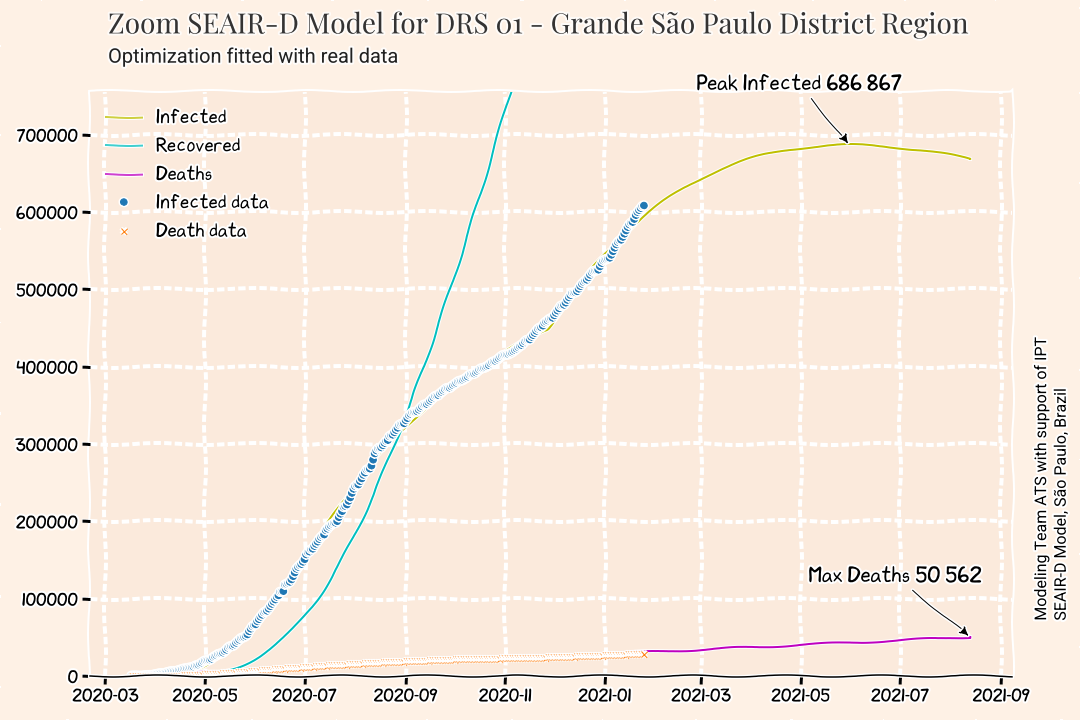 Zoom SEAIR-D Model for DRS 01 - Grande São Paulo District Region
Optimization fitted with real data
Peak Infected 686 867
Infected
Recovered
Deaths
Infected data
Death data
700000
600000
500000
400000
300000
200000
100000
0
Max Deaths 50 562
2020-03 2020-05 2020-07 2020-09 2020-11 2021-01 2021-03 2021-05 2021-07 2021-09
Modeling Team ATS with support of IPT
SEAIR-D Model, São Paulo, Brazil